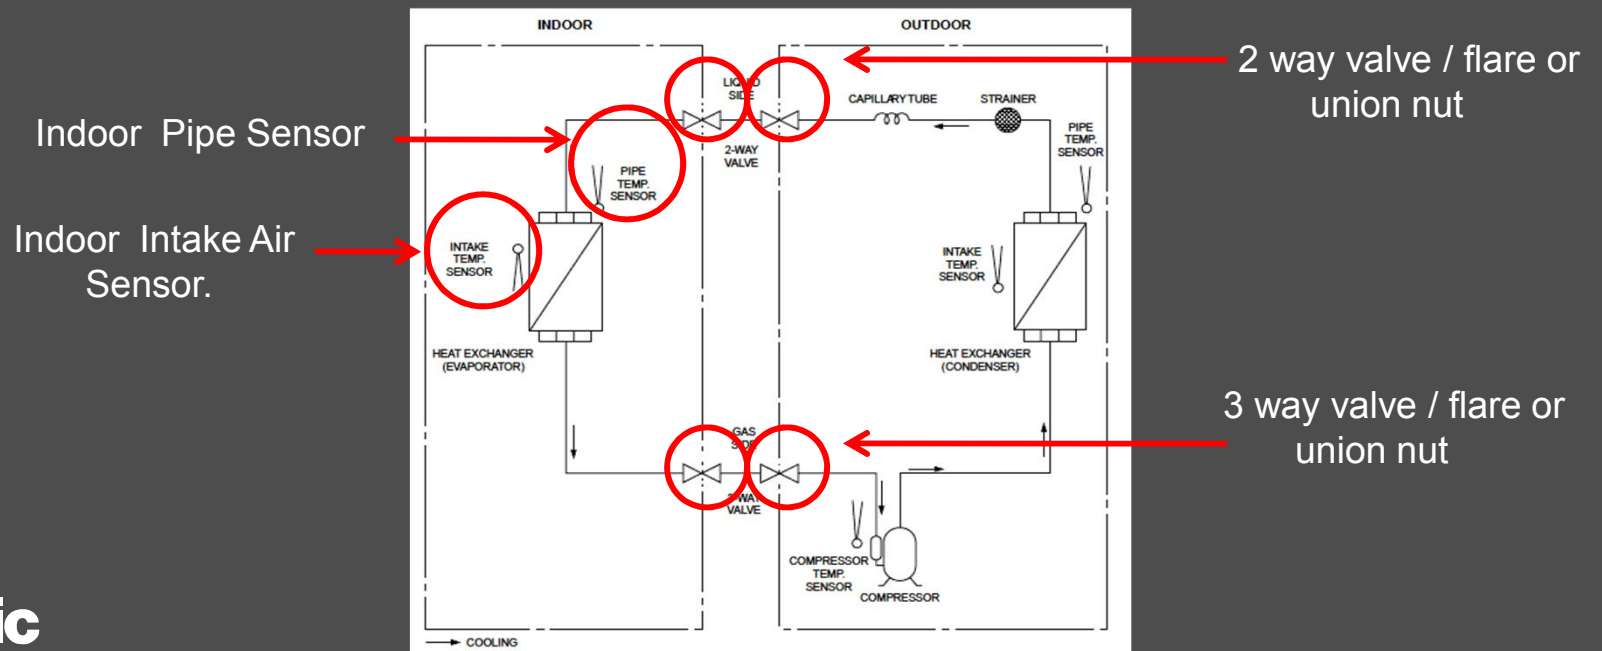 INDOOR
OUTDOOR
2 way valve / flare or
union nut
LIQUID
SIDE
CAPILLARY TUBE
STRAINER
Indoor Pipe Sensor
PIPE
TEMP.
SENSOR
2-WAY
VALVE
PIPE
TEMP.
SENSOR
Indoor Intake Air
Sensor.
INTAKE
TEMP.
SENSOR
INTAKE
TEMP.
SENSOR
HEAT EXCHANGER
(EVAPORATOR)
HEAT EXCHANGER
(CONDENSER)
3 way valve / flare or
union nut
GAS
SIDE
VALVE
COMPRESSOR
TEMP.
SENSOR
COMPRESSOR
ic
COOLING